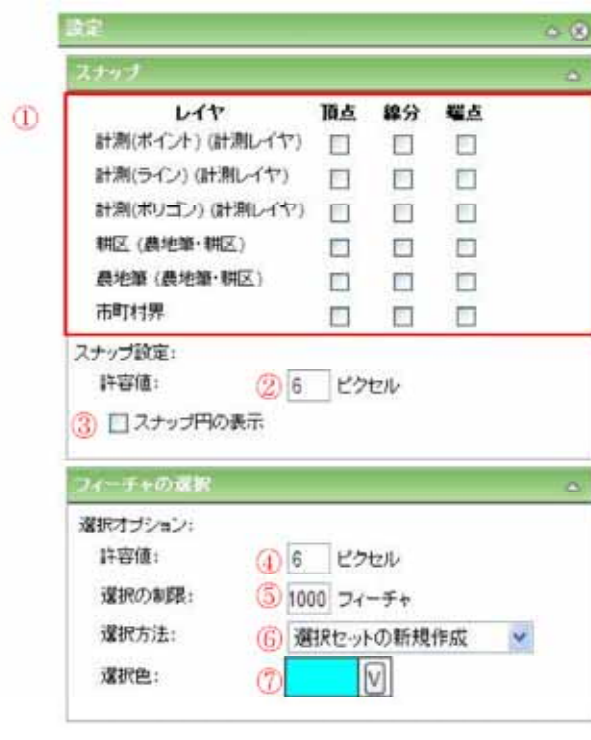 設定
スナップ
①
レイヤ 頂点 線分 端点
計測(ポイント) (計測レイヤ)
計測(ライン) (計測レイヤ)
計測(ポリゴン) (計測レイヤ)
耕区 (農地筆・耕区)
農地筆 (農地筆・耕区)
市町村界
スナップ設定:
許容値: ② 6 ピクセル
③ スナップ円の表示
フィーチャの選択
選択オプション:
許容値: ④ 6 ピクセル
選択の制限: ⑤ 1000 フィーチャ
選択方法: ⑥ 選択セットの新規作成
選択色: ⑦ V